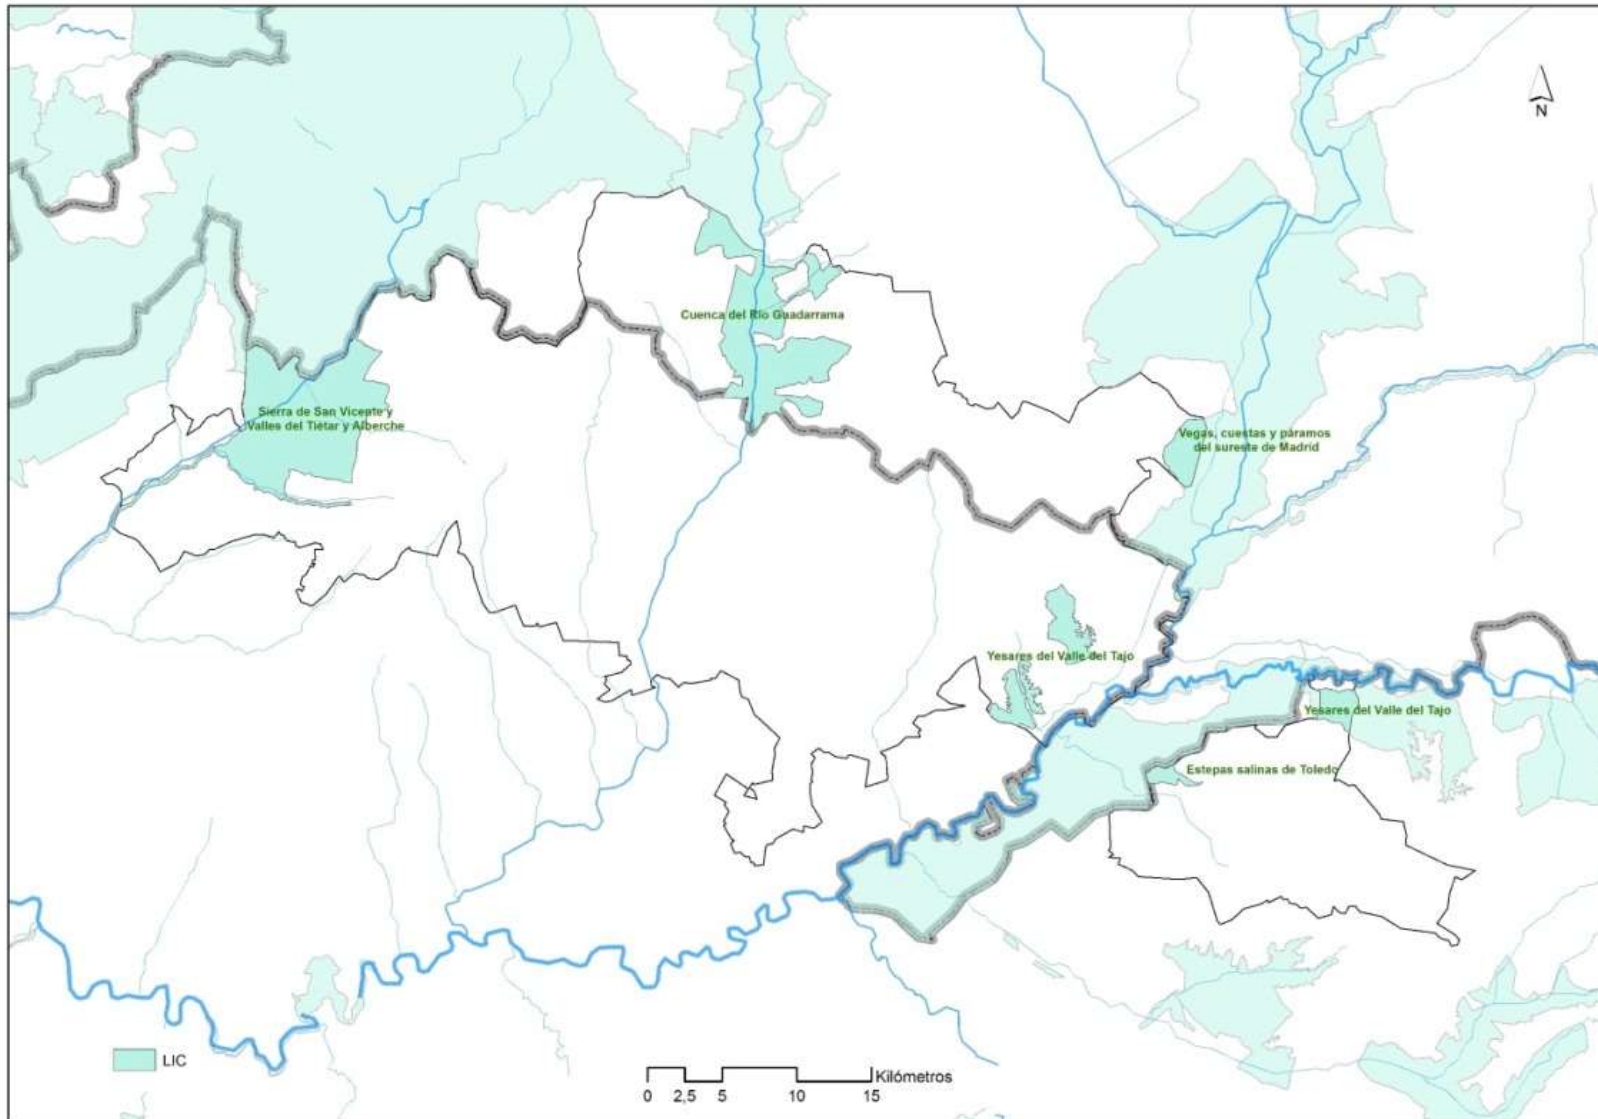 N
Cuenca del Río Guadarrama
Sierra de San Vicente y
Valles del Tiétar y Alberche
Vegas, cuestas y páramos
del sureste de Madrid
Yesares del Valle del Tajo
Yesares del Valle del Tajo
Estepas salinas de Toledo
LIC
Kilómetros
0 2,5 5 10 15